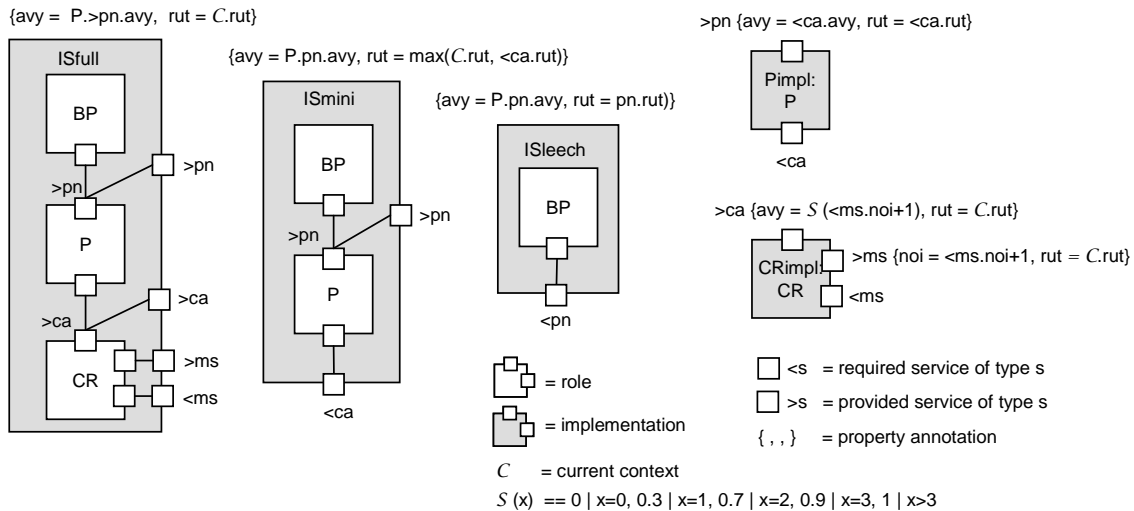 {avy = P.>pn.avy, rut = C.rut}
ISfull
BP
>pn
>pn
P
>ca
>ca
CR
>ms
<ms
{avy = P.pn.avy, rut = max(C.rut, <ca.rut)}
ISmini
BP
>pn
>pn
P
<ca
{avy = P.pn.avy, rut = pn.rut)}
ISleech
BP
<pn
>pn {avy = <ca.avy, rut = <ca.rut}
Pimpl:
P
<ca
>ca {avy = S (<ms.noi+1), rut = C.rut}
CRimpl:
CR
>ms {noi = <ms.noi+1, rut = C.rut}
<ms
= role
= implementation
C = current context
S (x) == 0 | x=0, 0.3 | x=1, 0.7 | x=2, 0.9 | x=3, 1 | x>3
<s = required service of type s
>s = provided service of type s
{ , , } = property annotation